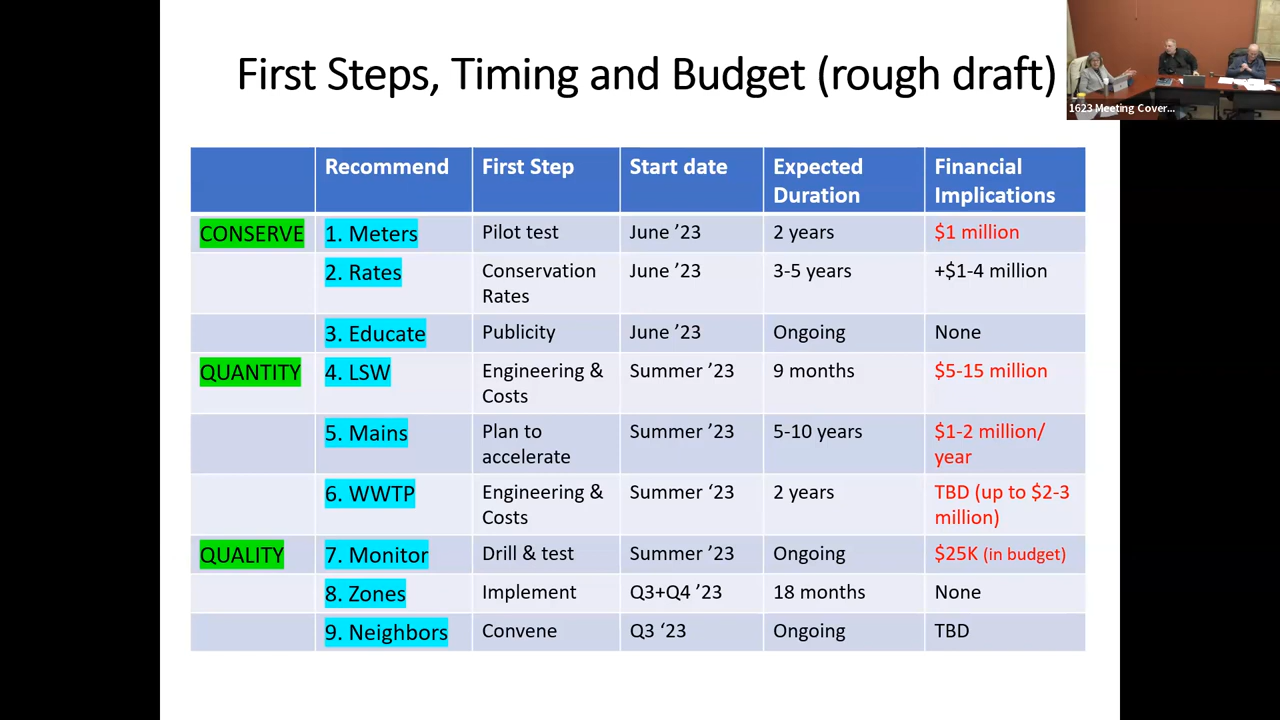 First Steps, Timing and Budget (rough draft)
1623 Meeting Cover...
Recommend First Step Start date Expected Duration Financial Implications
CONSERVE 1. Meters Pilot test June ’23 2 years $1 million
2. Rates Conservation Rates June ’23 3-5 years +$1-4 million
3. Educate Publicity June ’23 Ongoing None
QUANTITY 4. LSW Engineering & Costs Summer ’23 9 months $5-15 million
5. Mains Plan to accelerate Summer ’23 5-10 years $1-2 million/ year
6. WWTP Engineering & Costs Summer ‘23 2 years TBD (up to $2-3 million)
QUALITY 7. Monitor Drill & test Summer ’23 Ongoing $25K (in budget)
8. Zones Implement Q3+Q4 ’23 18 months None
9. Neighbors Convene Q3 ‘23 Ongoing TBD